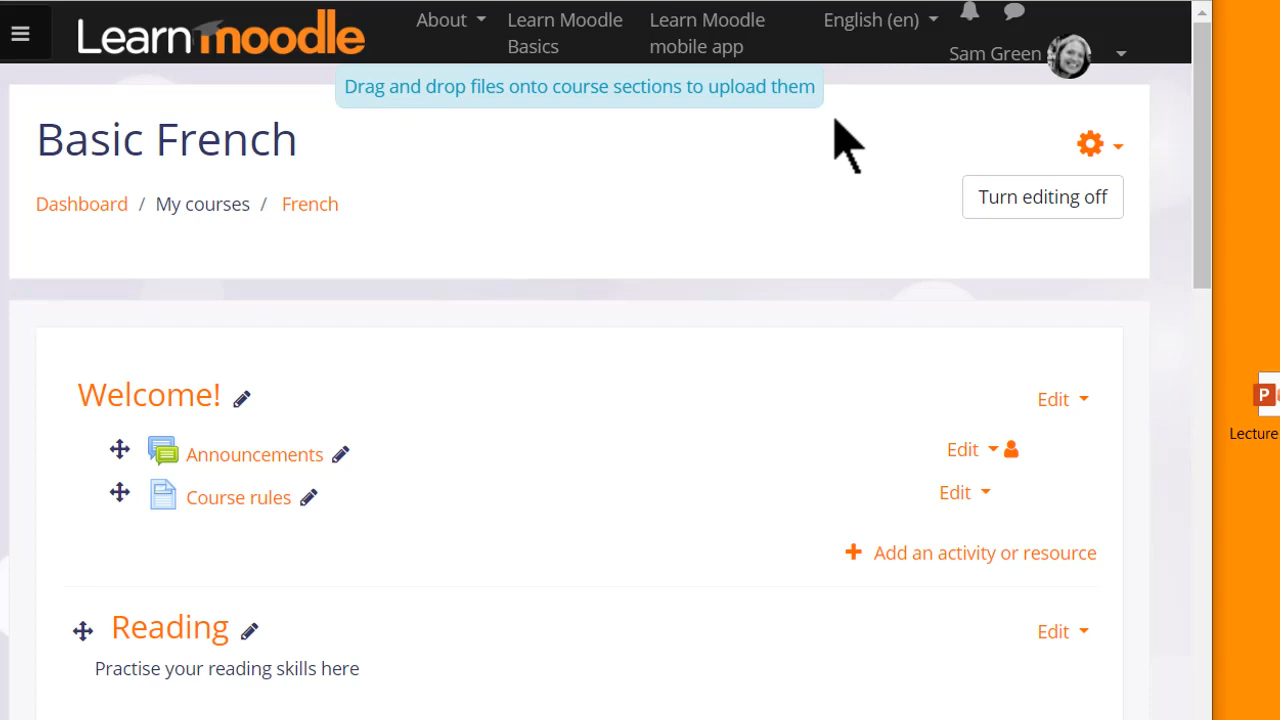 Learn moodle
About
Learn Moodle Basics
Learn Moodle mobile app
English (en)
Sam Green
Drag and drop files onto course sections to upload them
Basic French
Dashboard / My courses / French
Turn editing off
Welcome!
Edit
Announcements
Edit
Course rules
Edit
Add an activity or resource
P
Lecture
Reading
Edit
Practise your reading skills here